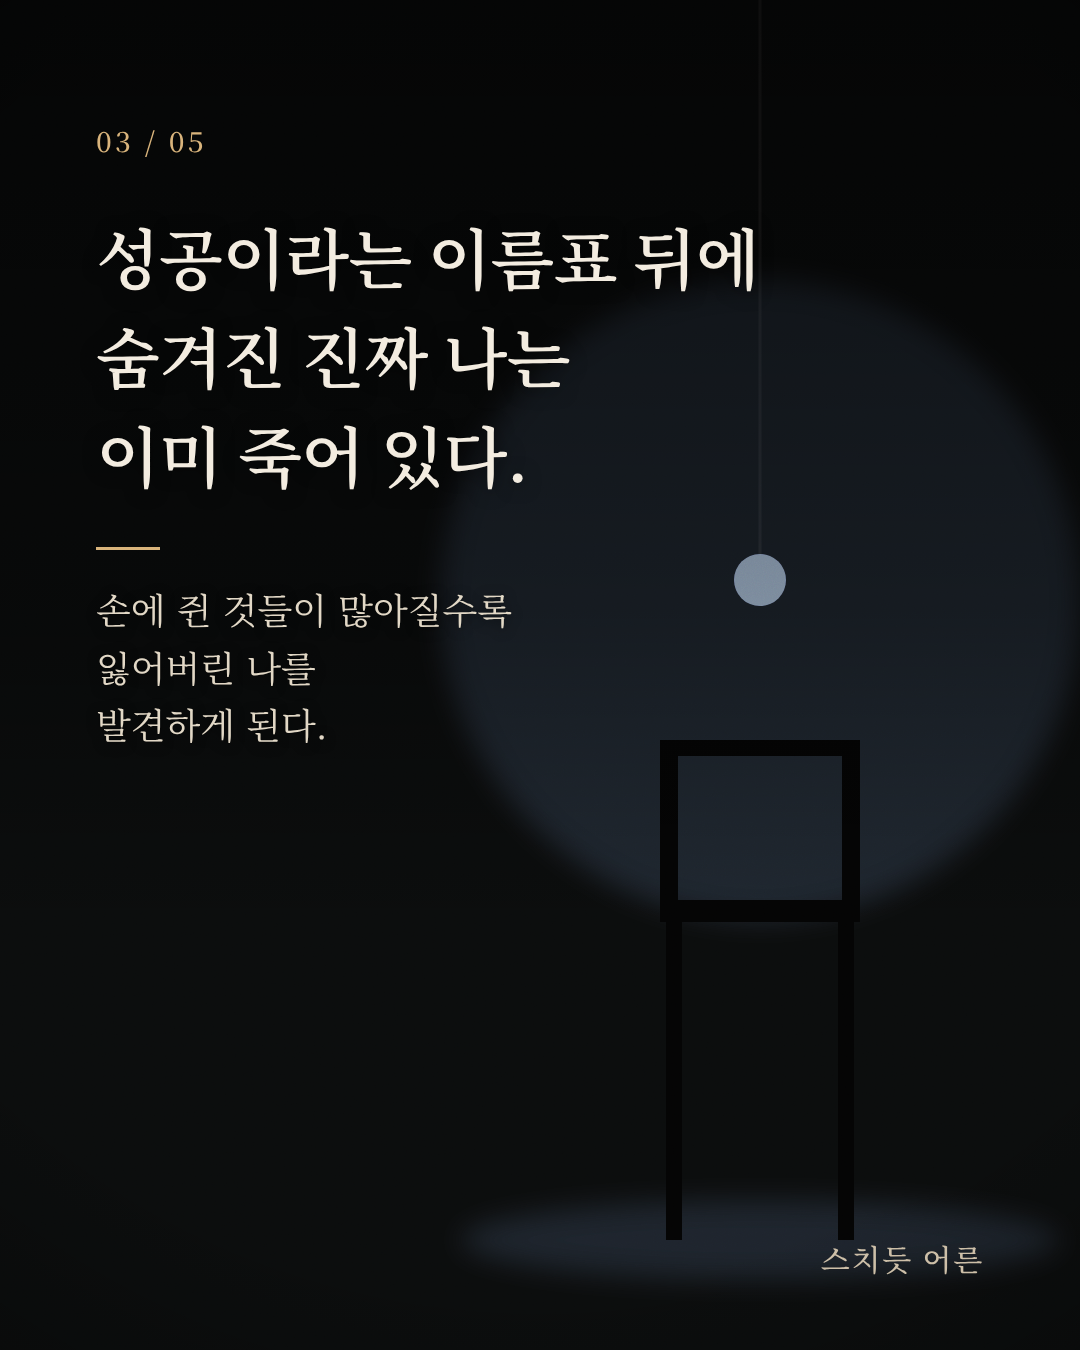 03 / 05
성공이라는 이름표 뒤에
숨겨진 진짜 나는
이미 죽어 있다.
손에 쥔 것들이 많아질수록
잃어버린 나를
발견하게 된다.
스치듯 어른